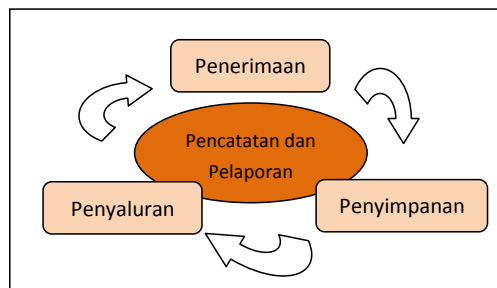 Penerimaan
Pencatatan dan
Pelaporan
Penyaluran
Penyimpanan